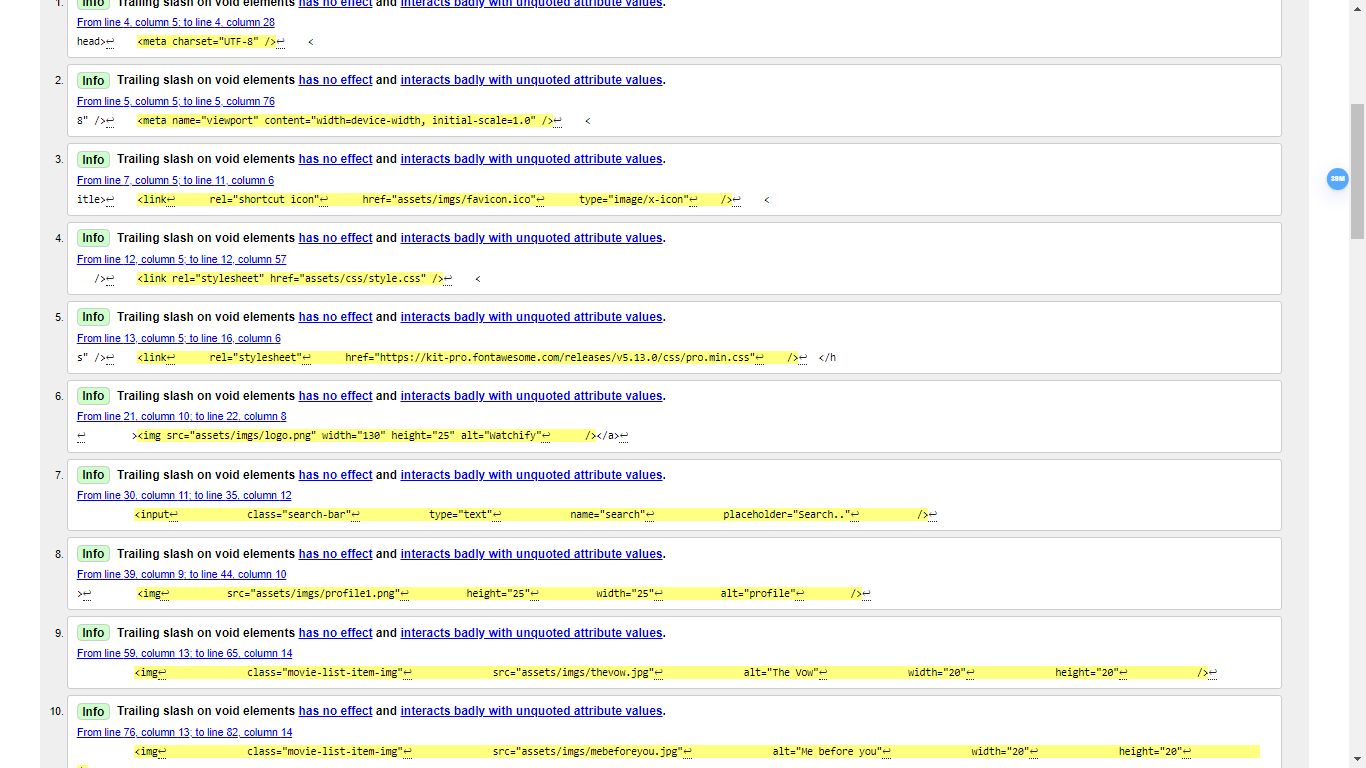 1. Info Trailing slash on void elements has no effect and interacts badly with unquoted attribute values.
From line 4, column 5; to line 4, column 28
head>↩    <meta charset="UTF-8" />↩    <
2. Info Trailing slash on void elements has no effect and interacts badly with unquoted attribute values.
From line 5, column 5; to line 5, column 76
8" />↩    <meta name="viewport" content="width=device-width, initial-scale=1.0" />↩    <
3. Info Trailing slash on void elements has no effect and interacts badly with unquoted attribute values.
From line 7, column 5; to line 11, column 6
itle>↩    <link↩      rel="shortcut icon"↩      href="assets/imgs/favicon.ico"↩      type="image/x-icon"↩    />↩    <
4. Info Trailing slash on void elements has no effect and interacts badly with unquoted attribute values.
From line 12, column 5; to line 12, column 57
/>↩    <link rel="stylesheet" href="assets/css/style.css" />↩    <
5. Info Trailing slash on void elements has no effect and interacts badly with unquoted attribute values.
From line 13, column 5; to line 16, column 6
s" />↩    <link↩      rel="stylesheet"↩      href="https://kit-pro.fontawesome.com/releases/v5.13.0/css/pro.min.css"↩    />↩  </h
6. Info Trailing slash on void elements has no effect and interacts badly with unquoted attribute values.
From line 21, column 10; to line 22, column 8
↩        ><img src="assets/imgs/logo.png" width="130" height="25" alt="Watchify"↩      /></a>↩
7. Info Trailing slash on void elements has no effect and interacts badly with unquoted attribute values.
From line 30, column 11; to line 35, column 12
<input↩            class="search-bar"↩            type="text"↩            name="search"↩            placeholder="Search.."↩          />↩
8. Info Trailing slash on void elements has no effect and interacts badly with unquoted attribute values.
From line 39, column 9; to line 44, column 10
>↩        <img↩          src="assets/imgs/profile1.png"↩          height="25"↩          width="25"↩          alt="profile"↩        />↩
9. Info Trailing slash on void elements has no effect and interacts badly with unquoted attribute values.
From line 59, column 13; to line 65, column 14
<img↩              class="movie-list-item-img"↩              src="assets/imgs/thevow.jpg"↩              alt="The Vow"↩              width="20"↩              height="20"↩            />↩
10. Info Trailing slash on void elements has no effect and interacts badly with unquoted attribute values.
From line 76, column 13; to line 82, column 14
<img↩              class="movie-list-item-img"↩              src="assets/imgs/mebeforeyou.jpg"↩              alt="Me before you"↩              width="20"↩              height="20"↩